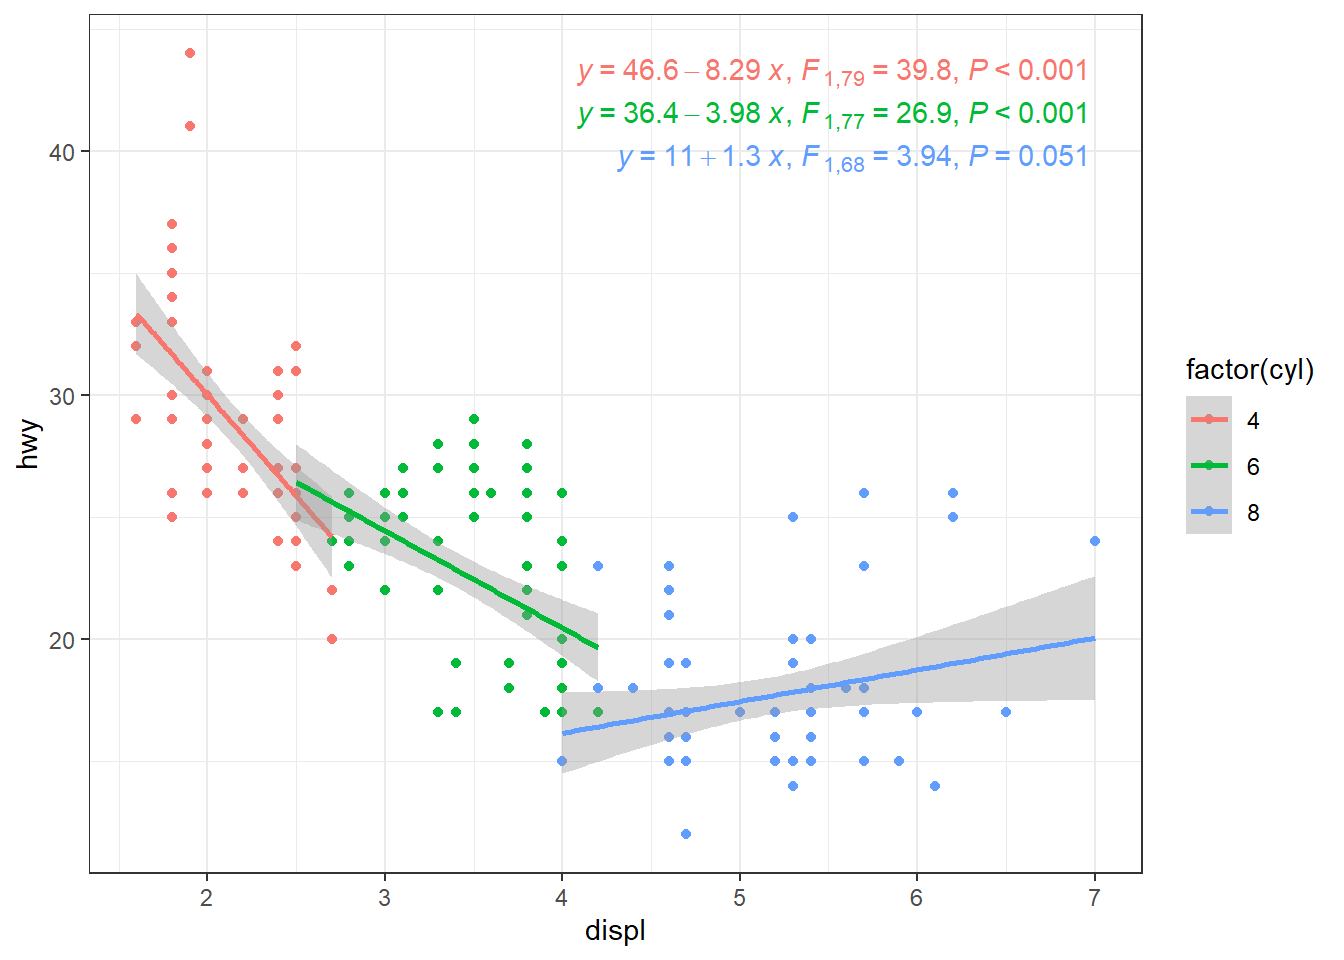 y = 46.6 − 8.29 x, F1,79 = 39.8, P < 0.001
y = 36.4 − 3.98 x, F1,77 = 26.9, P < 0.001
y = 11 + 1.3 x, F1,68 = 3.94, P = 0.051
40
30
20
hwy
2 3 4 5 6 7
displ
factor(cyl)
4
6
8